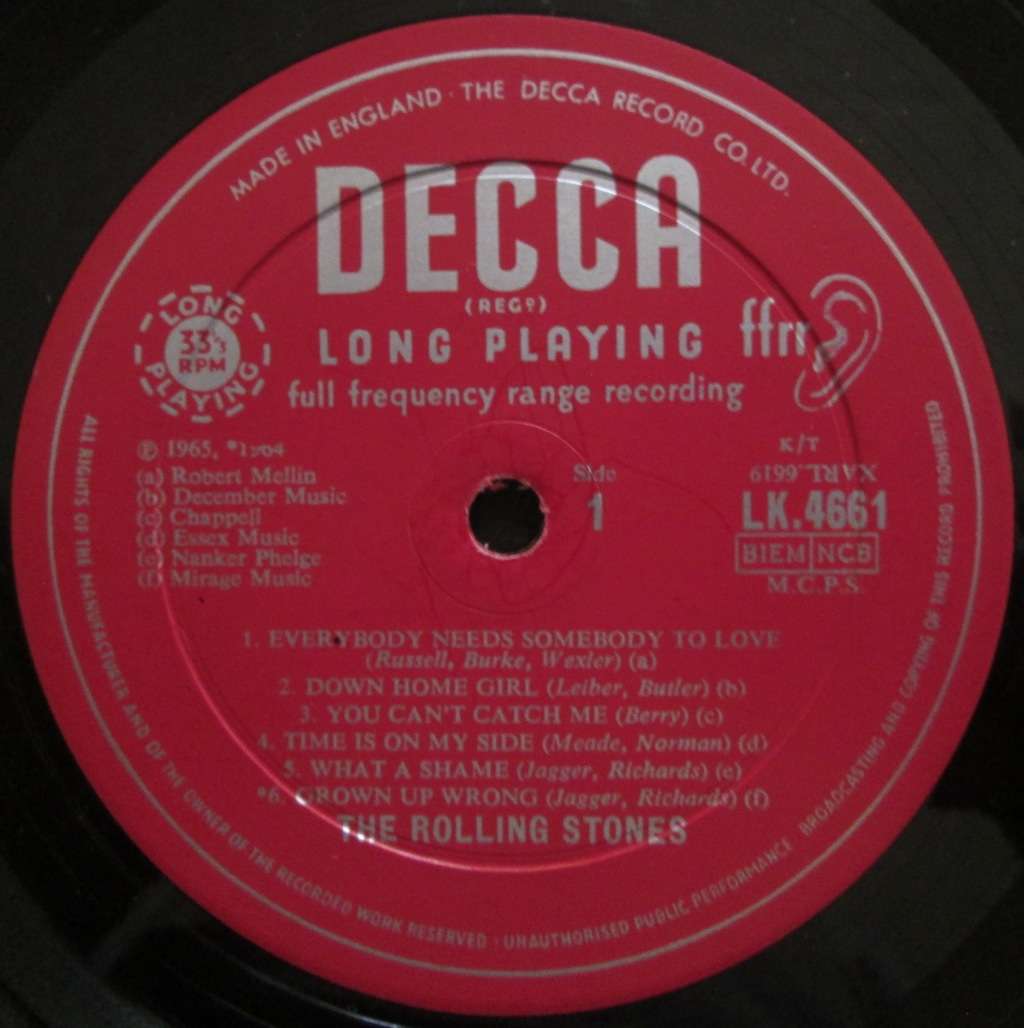 MADE IN ENGLAND · THE DECCA RECORD CO. LTD.
DECCA
(REGD)
LONG PLAYING
full frequency range recording
ffrr
LONG
33⅓
RPM
PLAYING
Ⓟ 1965, *1964
(a) Robert Mellin
(b) December Music
(c) Chappell
(d) Essex Music
(e) Nanker Phelge
(f) Mirage Music
Side
1
K/T
XARL.6619
LK.4661
BIEM NCB
M.C.P.S.
1. EVERYBODY NEEDS SOMEBODY TO LOVE
(Russell, Burke, Wexler) (a)
2. DOWN HOME GIRL (Leiber, Butler) (b)
3. YOU CAN'T CATCH ME (Berry) (c)
4. TIME IS ON MY SIDE (Meade, Norman) (d)
5. WHAT A SHAME (Jagger, Richards) (e)
*6. GROWN UP WRONG (Jagger, Richards) (f)
THE ROLLING STONES
ALL RIGHTS OF THE MANUFACTURER AND OF THE OWNER OF THE RECORDED WORK RESERVED · UNAUTHORISED PUBLIC PERFORMANCE · BROADCASTING AND COPYING OF THIS RECORD PROHIBITED